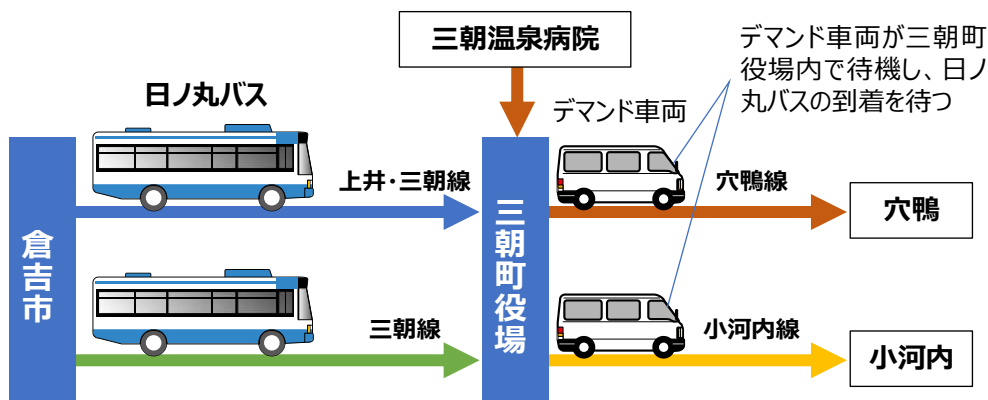 三朝温泉病院
デマンド車両が三朝町
役場内で待機し、日ノ
丸バスの到着を待つ
日ノ丸バス
デマンド車両
上井・三朝線
穴鴨線
穴鴨
倉吉市
三朝町役場
三朝線
小河内線
小河内